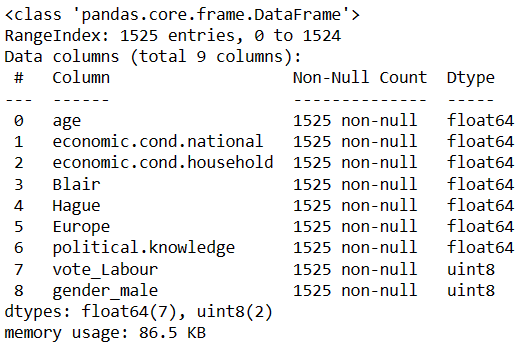 <class 'pandas.core.frame.DataFrame'>
RangeIndex: 1525 entries, 0 to 1524
Data columns (total 9 columns):
 #   Column                   Non-Null Count  Dtype
---  ------                   --------------  -----
 0   age                      1525 non-null   float64
 1   economic.cond.national   1525 non-null   float64
 2   economic.cond.household  1525 non-null   float64
 3   Blair                    1525 non-null   float64
 4   Hague                    1525 non-null   float64
 5   Europe                   1525 non-null   float64
 6   political.knowledge      1525 non-null   float64
 7   vote_Labour              1525 non-null   uint8
 8   gender_male              1525 non-null   uint8
dtypes: float64(7), uint8(2)
memory usage: 86.5 KB